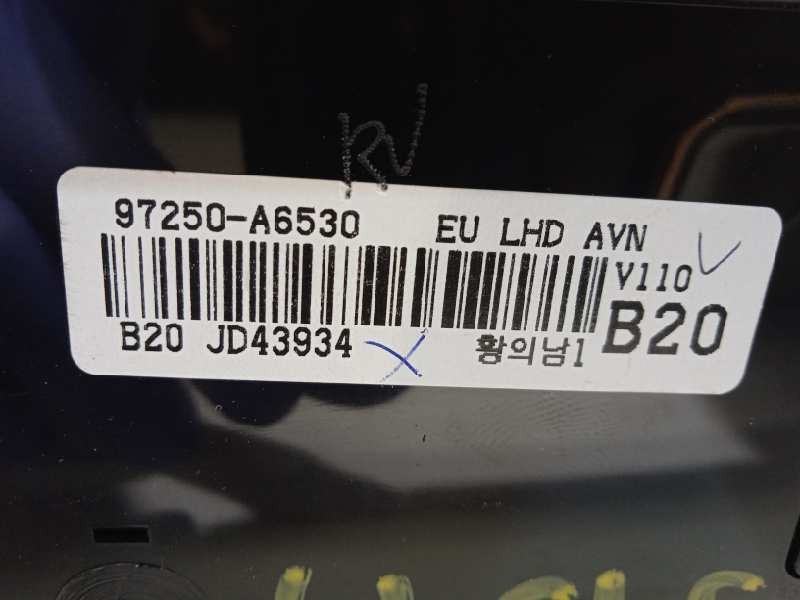 RV
97250-A6530 EU LHD AVN
V110
B20 JD43934 황의남1 B20